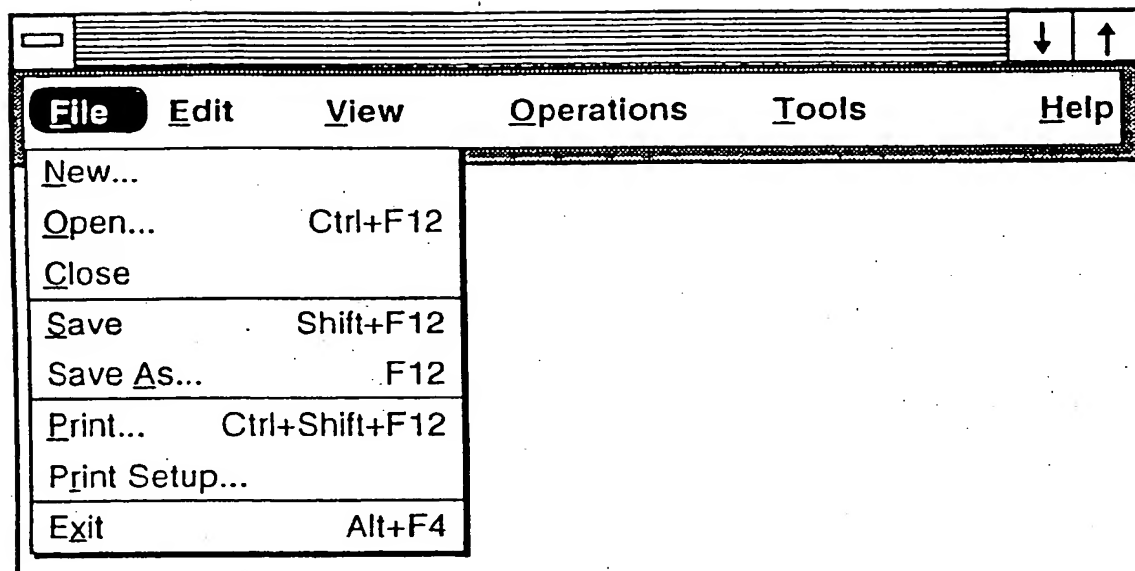 File Edit View Operations Tools Help
New...
Open... Ctrl+F12
Close
Save Shift+F12
Save As... F12
Print... Ctrl+Shift+F12
Print Setup...
Exit Alt+F4